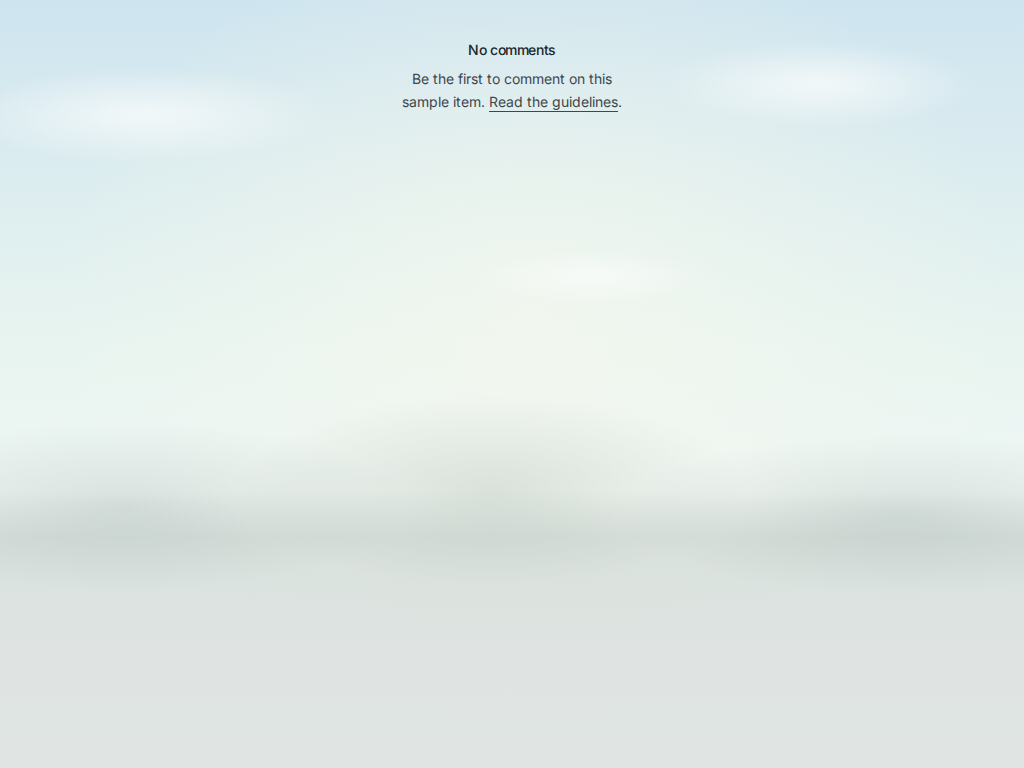 No comments
Be the first to comment on this
sample item. Read the guidelines.